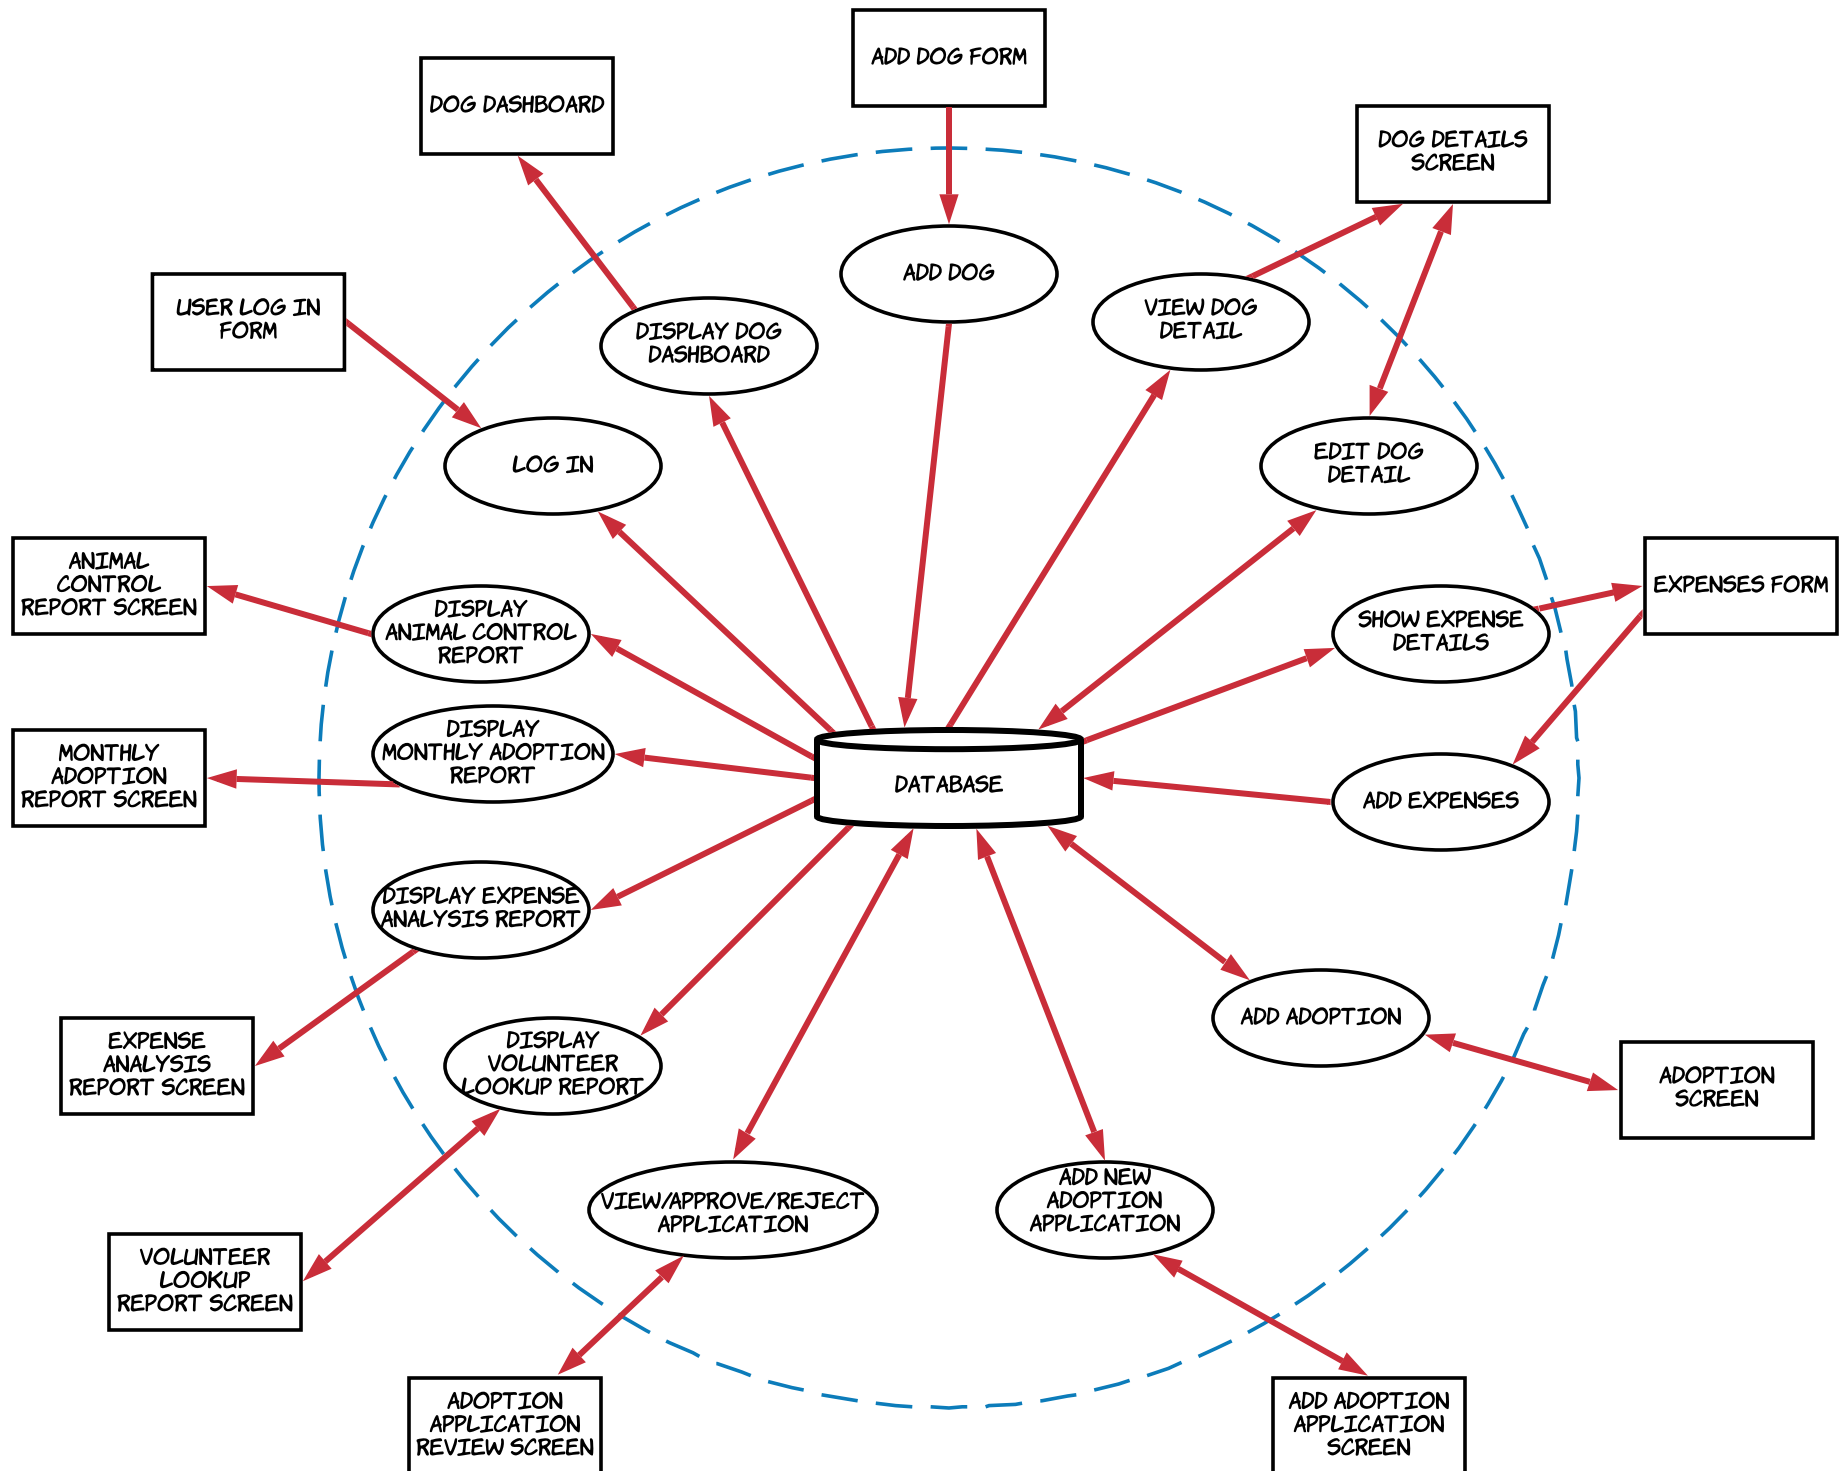 ADD DOG FORM
DOG DASHBOARD
DOG DETAILS
SCREEN
USER LOG IN
FORM
ADD DOG
VIEW DOG
DETAIL
DISPLAY DOG
DASHBOARD
LOG IN
EDIT DOG
DETAIL
ANIMAL
CONTROL
REPORT SCREEN
DISPLAY
ANIMAL CONTROL
REPORT
SHOW EXPENSE
DETAILS
EXPENSES FORM
MONTHLY
ADOPTION
REPORT SCREEN
DISPLAY
MONTHLY ADOPTION
REPORT
DATABASE
ADD EXPENSES
DISPLAY EXPENSE
ANALYSIS REPORT
ADD ADOPTION
EXPENSE
ANALYSIS
REPORT SCREEN
DISPLAY
VOLUNTEER
LOOKUP REPORT
ADOPTION
SCREEN
VIEW/APPROVE/REJECT
APPLICATION
ADD NEW
ADOPTION
APPLICATION
VOLUNTEER
LOOKUP
REPORT SCREEN
ADOPTION
APPLICATION
REVIEW SCREEN
ADD ADOPTION
APPLICATION
SCREEN